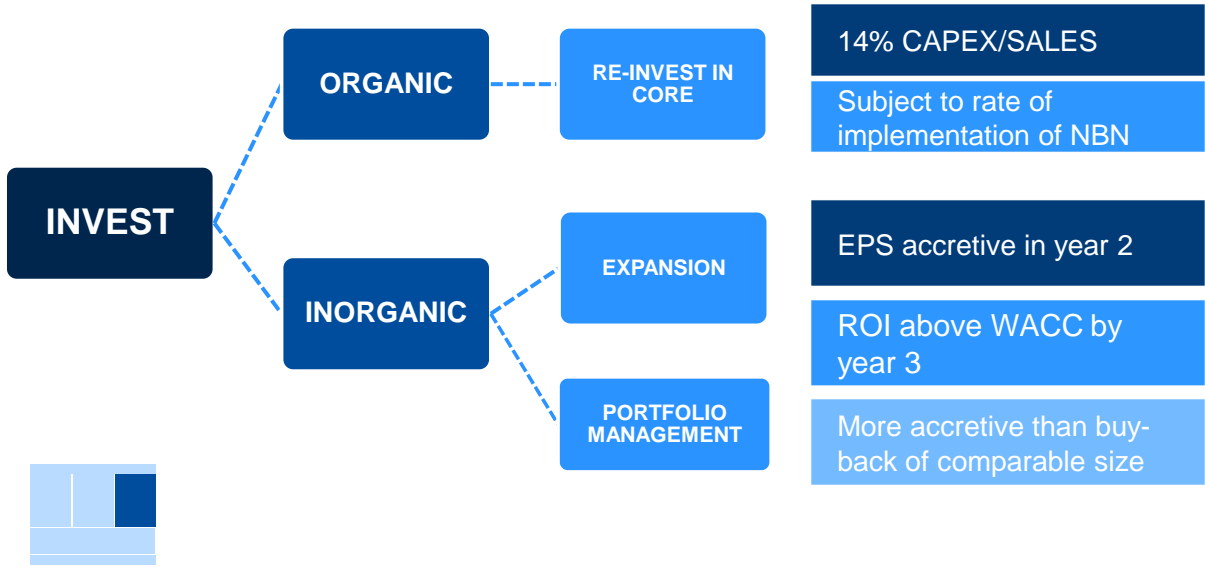 INVEST
ORGANIC
RE-INVEST IN
CORE
14% CAPEX/SALES
Subject to rate of
implementation of NBN
INORGANIC
EXPANSION
PORTFOLIO
MANAGEMENT
EPS accretive in year 2
ROI above WACC by
year 3
More accretive than buy-
back of comparable size